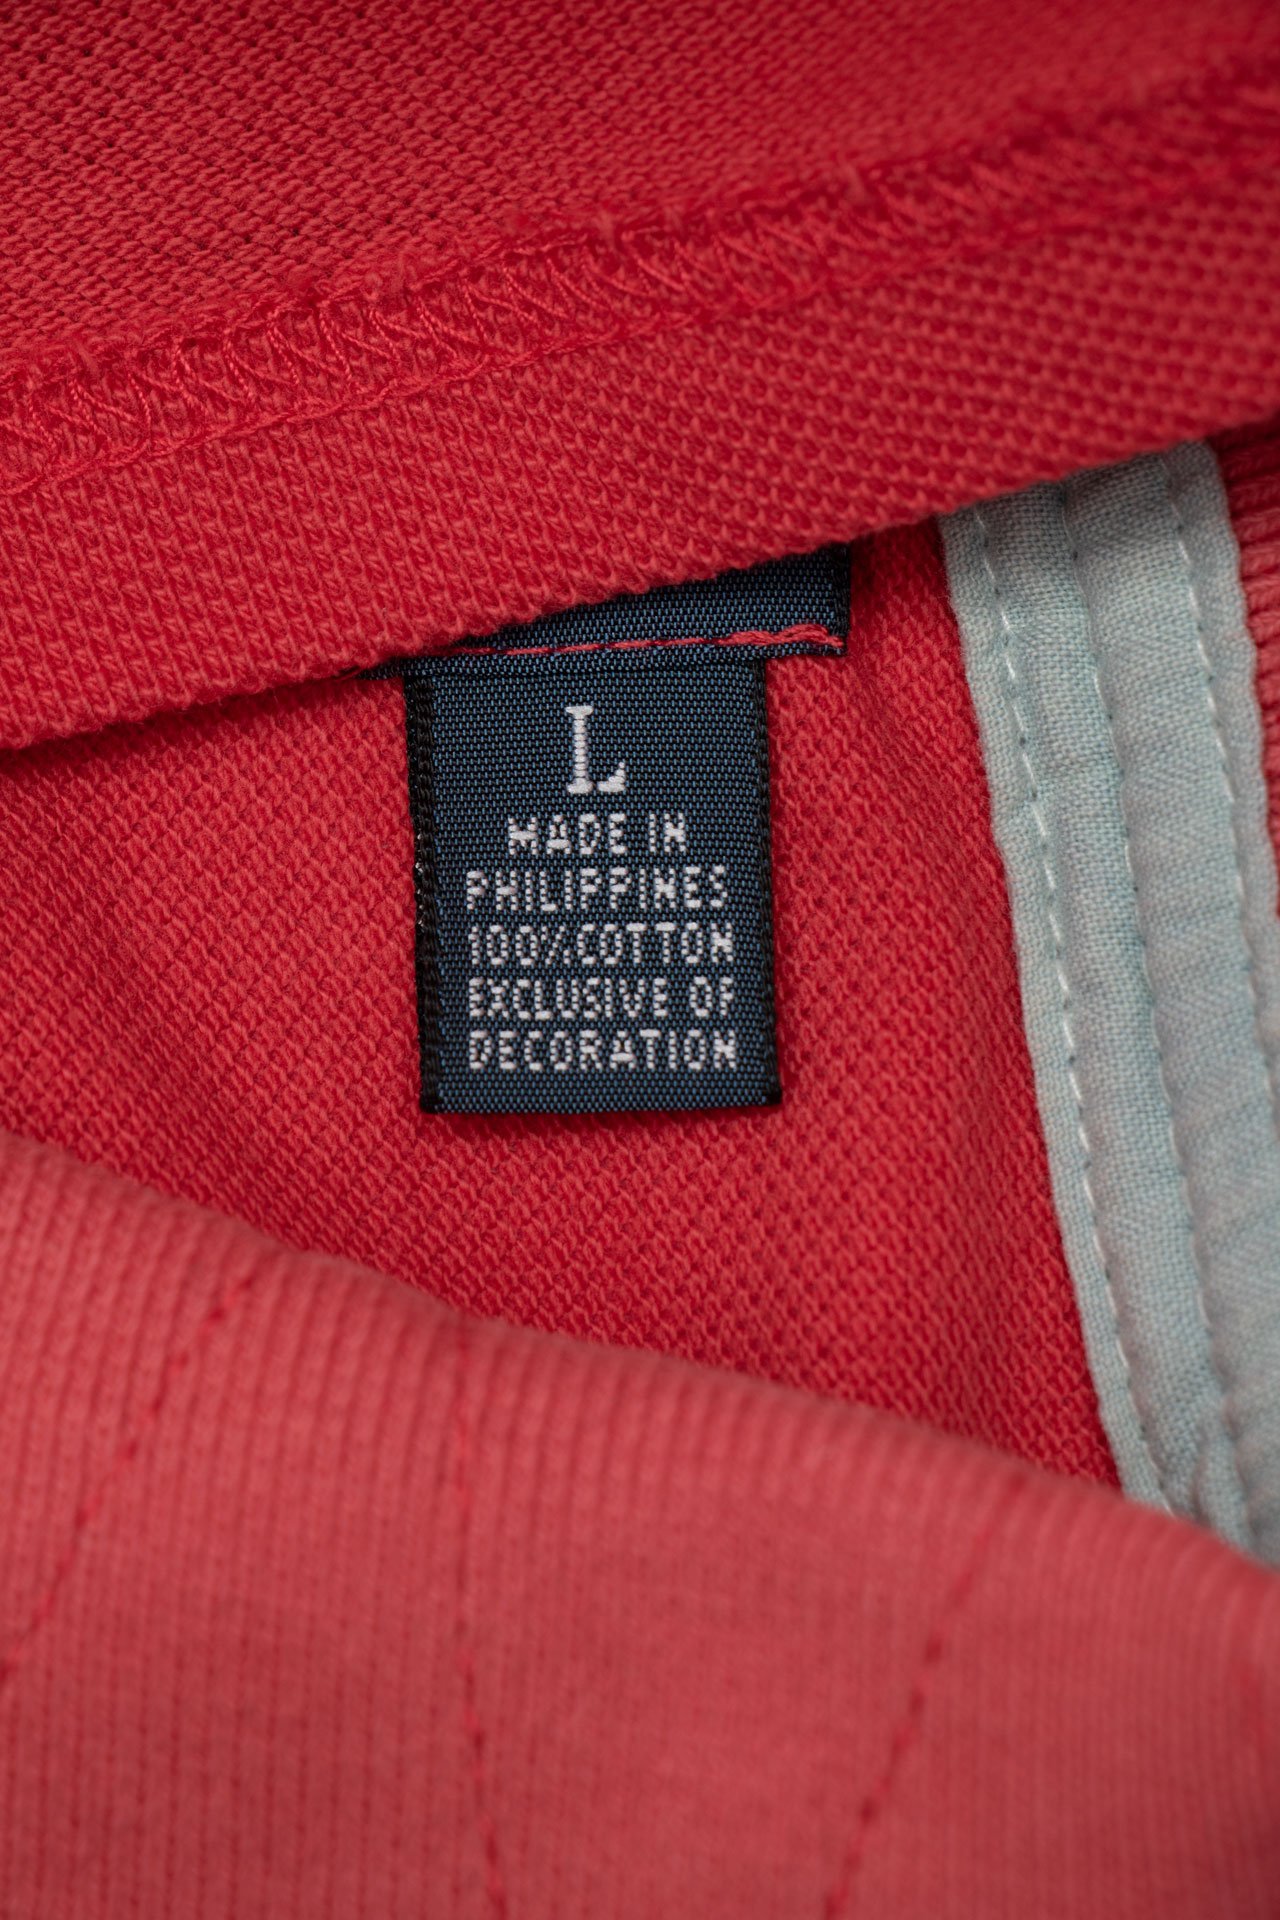 L
MADE IN
PHILIPPINES
100% COTTON
EXCLUSIVE OF
DECORATION